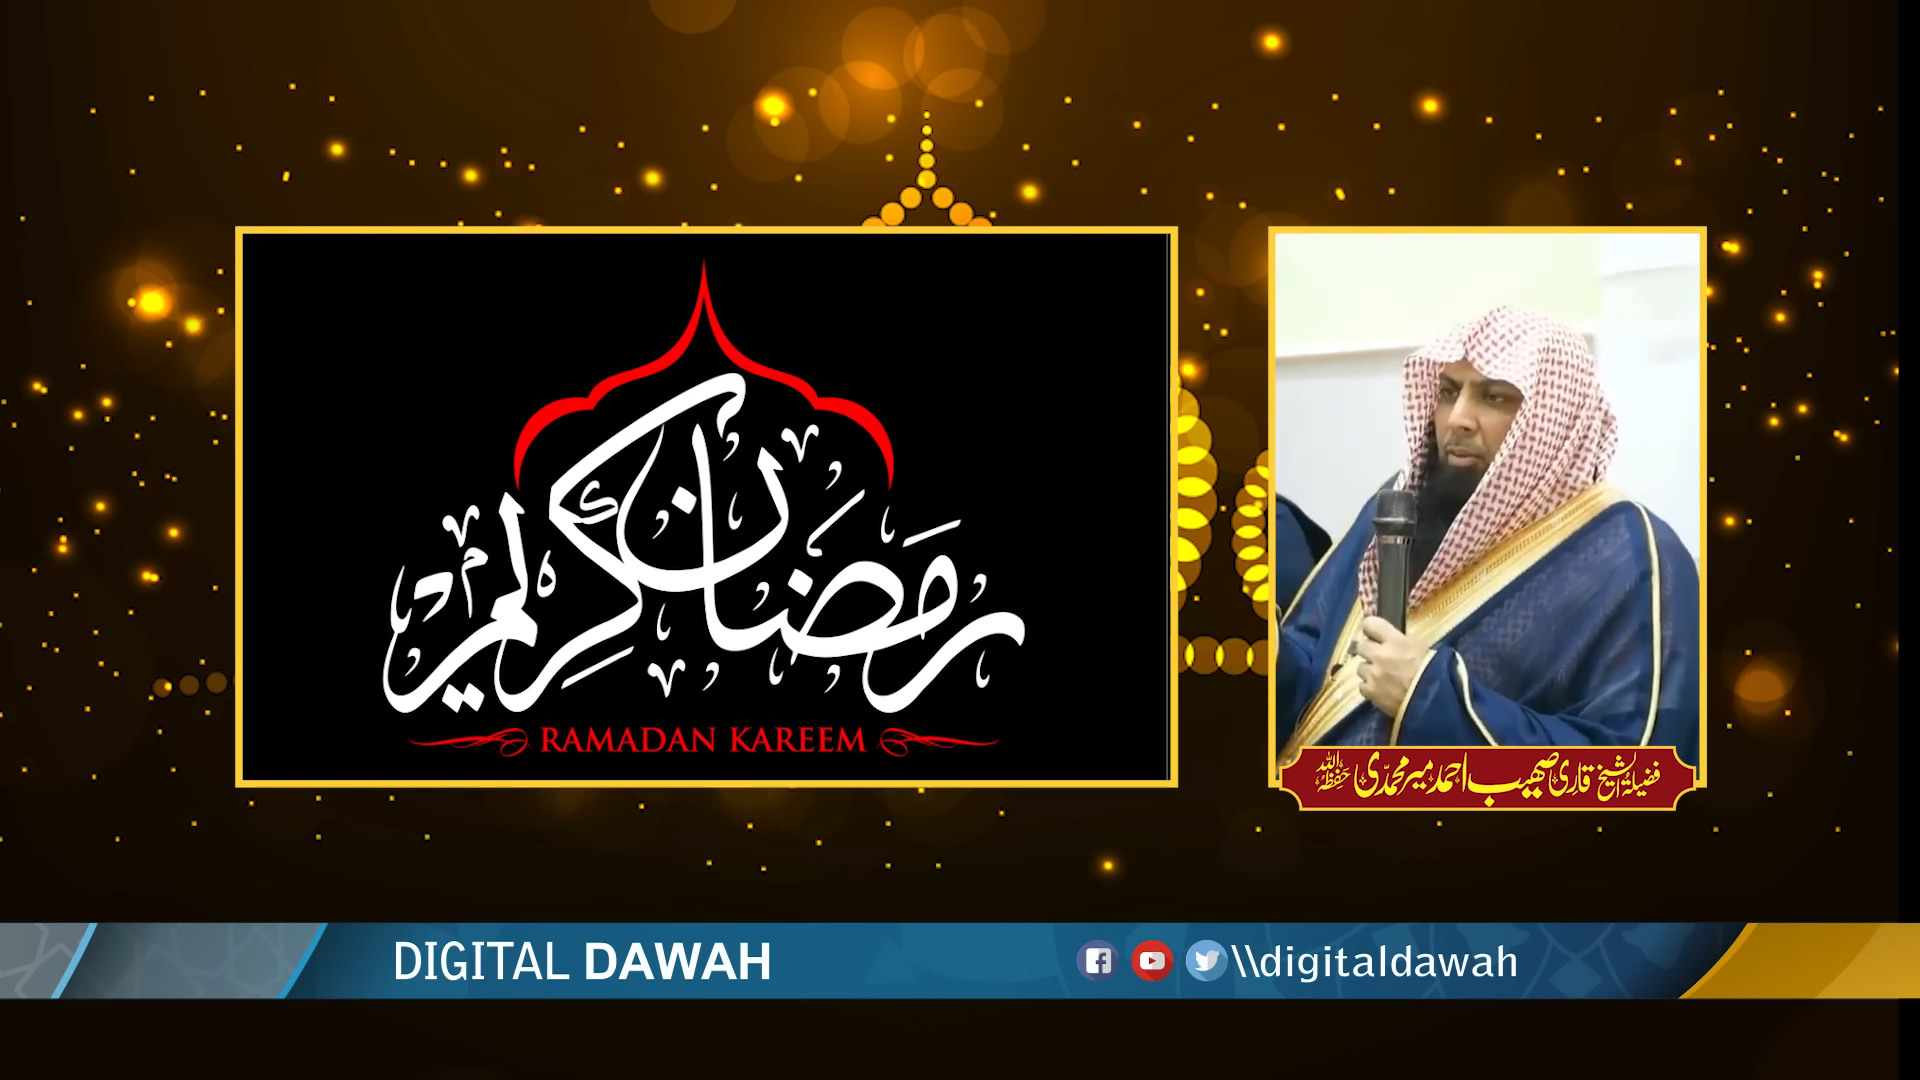 رمضان كريم
RAMADAN KAREEM
فضیلۃ الشیخ قاری صہیب احمد میر محمدی حفظہ اللہ
DIGITAL DAWAH
\\digitaldawah